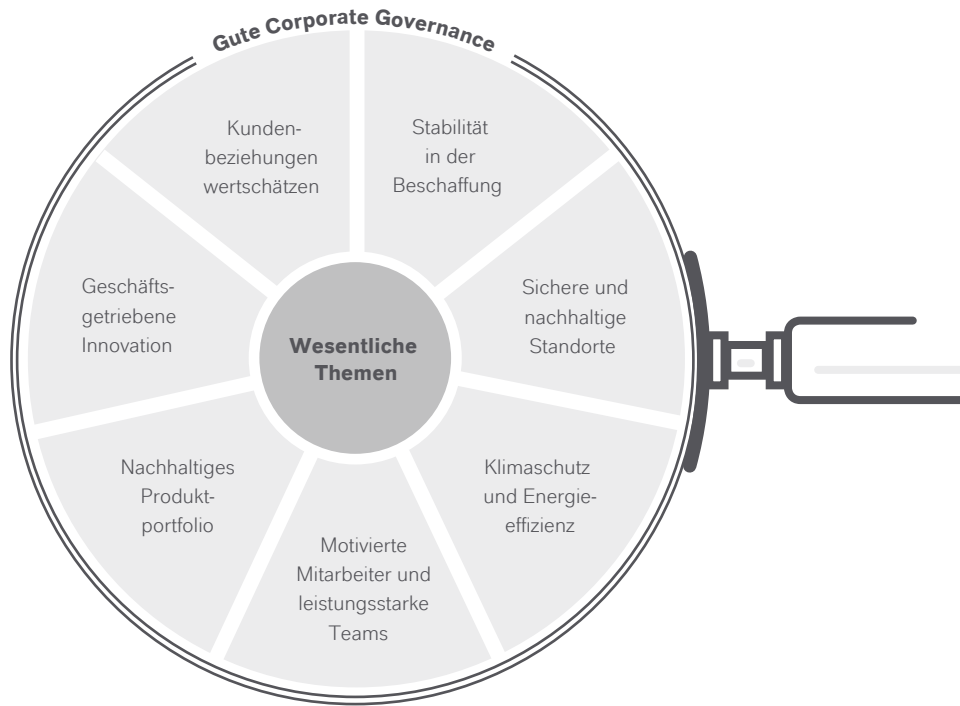 Gute Corporate Governance
Kunden-
beziehungen
wertschätzen
Stabilität
in der
Beschaffung
Geschäfts-
getriebene
Innovation
Sichere und
nachhaltige
Standorte
Wesentliche
Themen
Nachhaltiges
Produkt-
portfolio
Klimaschutz
und Energie-
effizienz
Motivierte
Mitarbeiter und
leistungsstarke
Teams